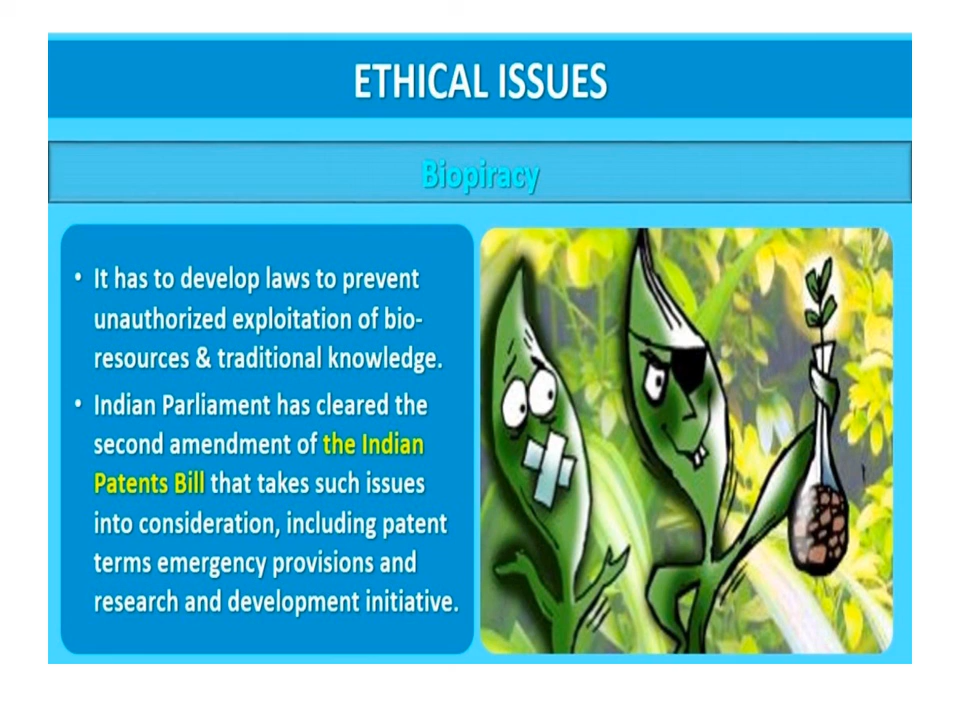 ETHICAL ISSUES
Biopiracy
• It has to develop laws to prevent
unauthorized exploitation of bio-
resources & traditional knowledge.
• Indian Parliament has cleared the
second amendment of the Indian
Patents Bill that takes such issues
into consideration, including patent
terms emergency provisions and
research and development initiative.